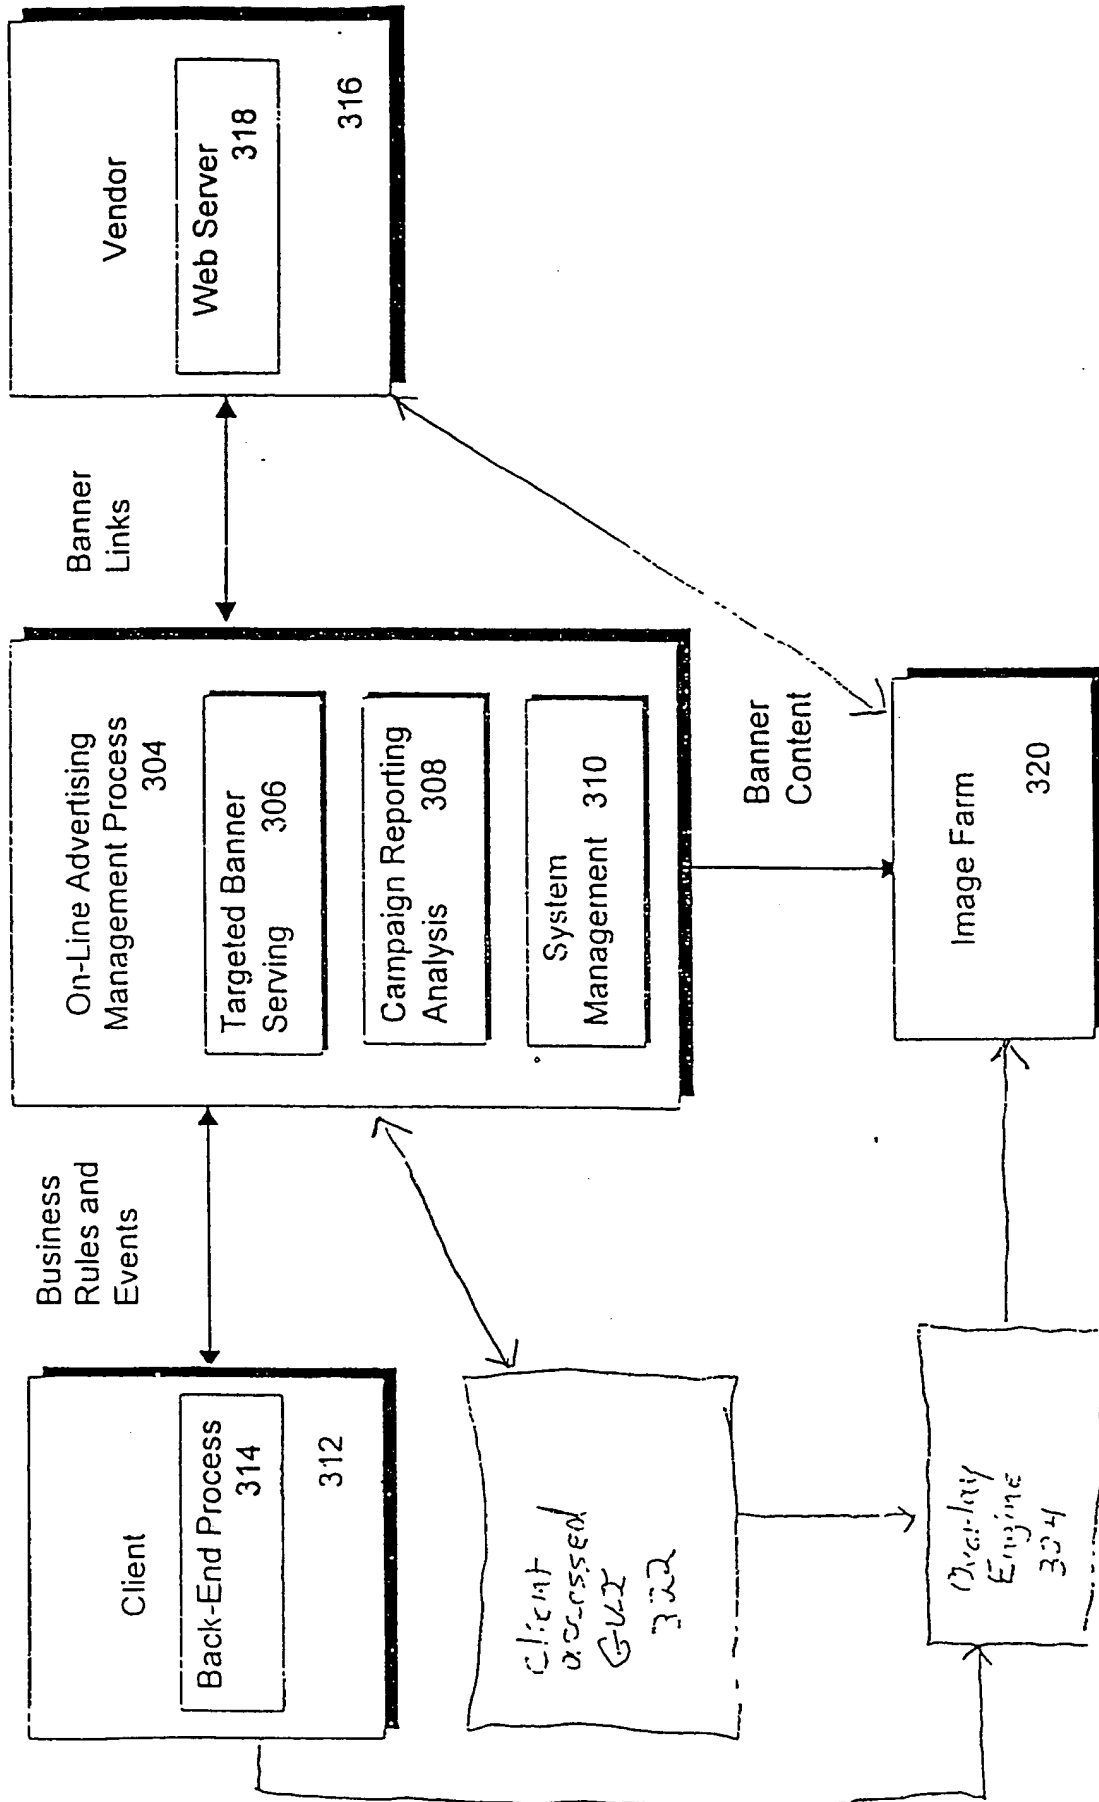 Client
Back-End Process
314
312
Business
Rules and
Events
On-Line Advertising
Management Process
304
Targeted Banner
Serving 306
Campaign Reporting
Analysis 308
System
Management 310
Banner
Links
Vendor
Web Server
318
316
Client
accessed
GUI
322
Overlay
Engine
324
Banner
Content
Image Farm
320